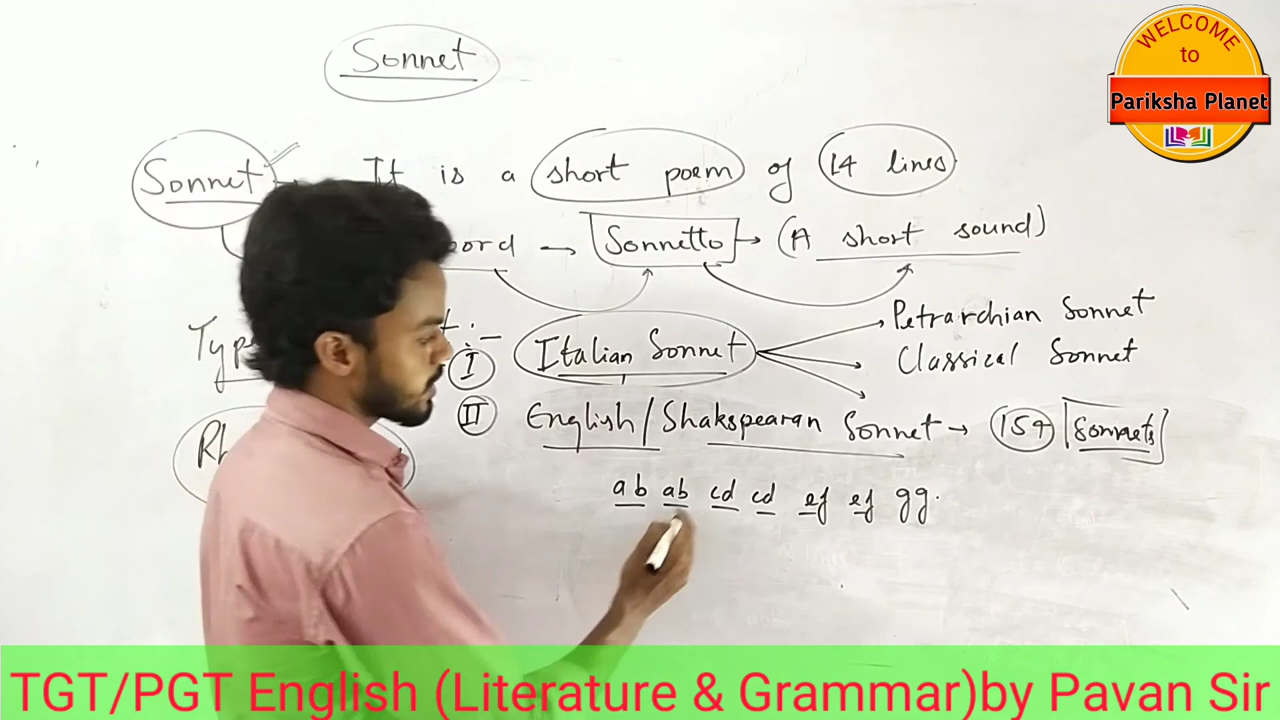 Sonnet
WELCOME
to
Pariksha Planet
Sonnet → It is a short poem of 14 lines
→ Sonnetto → (A short sound)
I Italian Sonnet
Petrarchian Sonnet
Classical Sonnet
II English/Shakspearan Sonnet → 154 Sonnets
ab ab cd cd ef ef gg.
TGT/PGT English (Literature & Grammar)by Pavan Sir